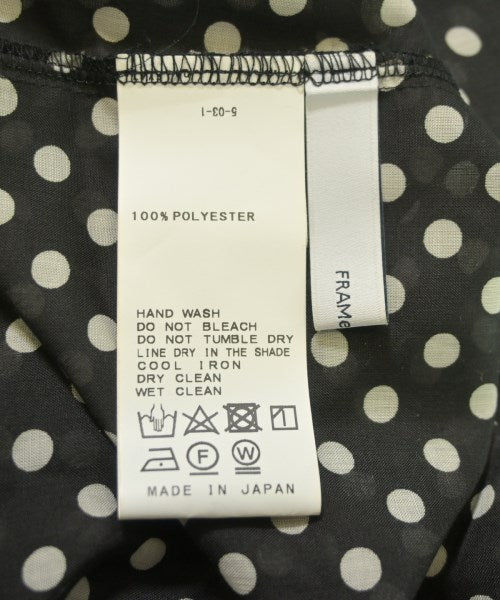 5-03-1
100% POLYESTER
FRAMe
HAND WASH
DO NOT BLEACH
DO NOT TUMBLE DRY
LINE DRY IN THE SHADE
COOL IRON
DRY CLEAN
WET CLEAN
F W
MADE IN JAPAN